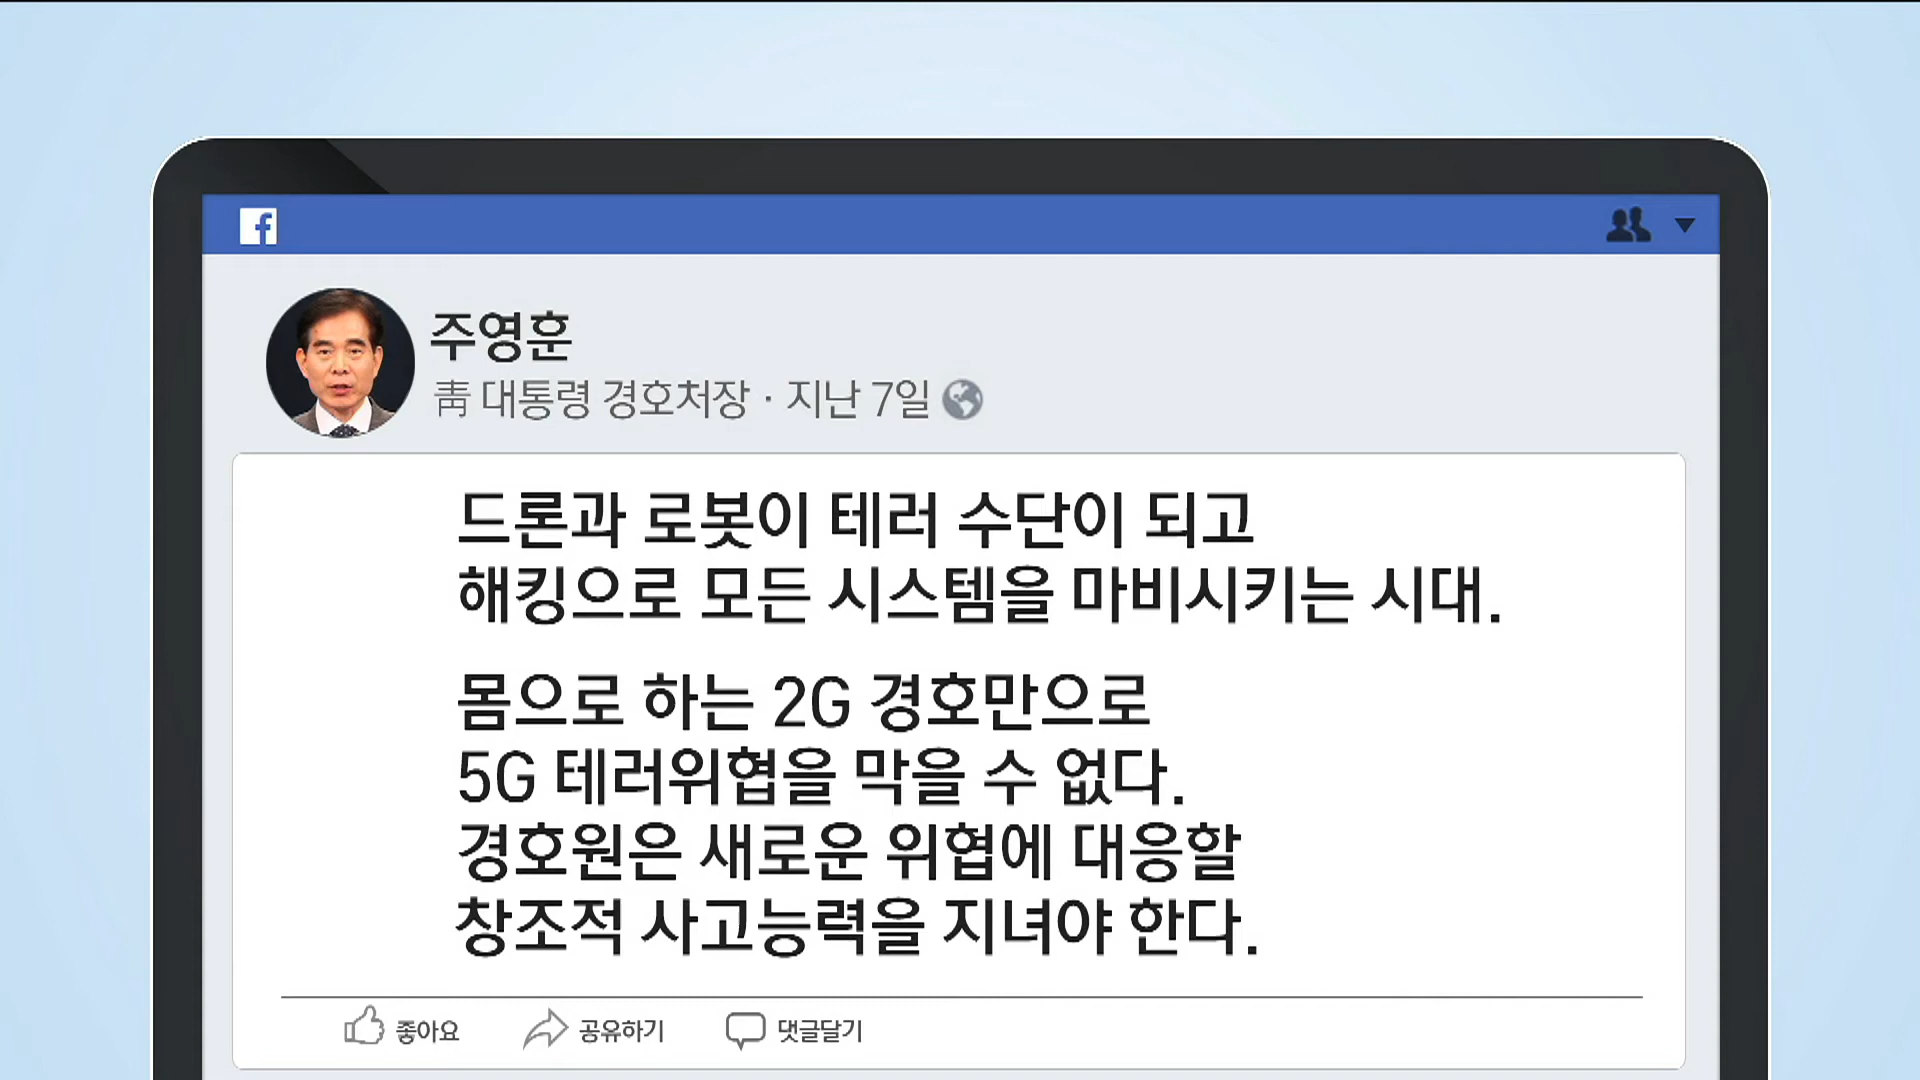 주영훈
靑 대통령 경호처장 · 지난 7일
드론과 로봇이 테러 수단이 되고
해킹으로 모든 시스템을 마비시키는 시대.
몸으로 하는 2G 경호만으로
5G 테러위협을 막을 수 없다.
경호원은 새로운 위협에 대응할
창조적 사고능력을 지녀야 한다.
좋아요 공유하기 댓글달기